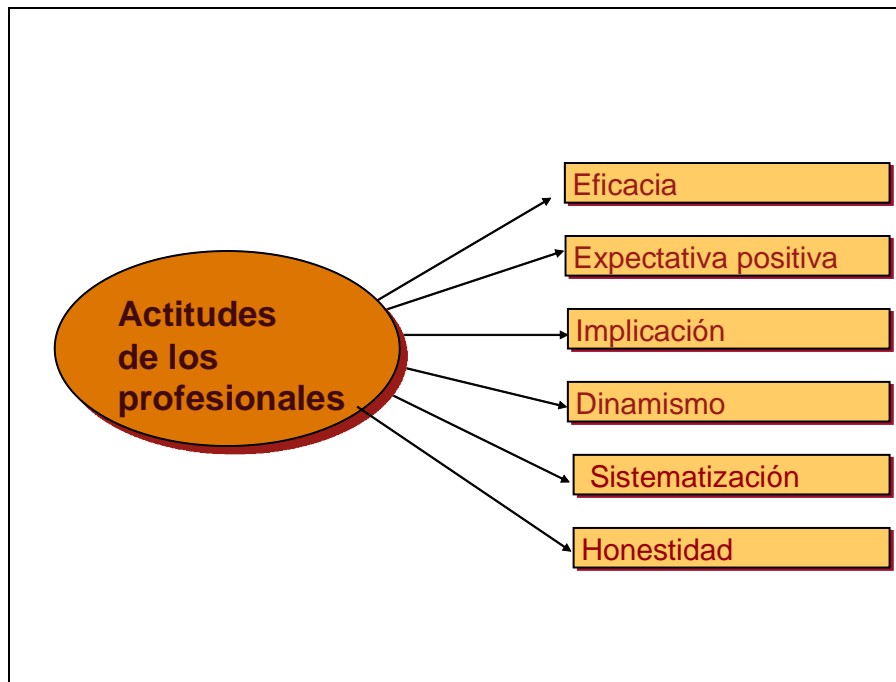 Eficacia
Expectativa positiva
Actitudes
de los
profesionales
Implicación
Dinamismo
Sistematización
Honestidad